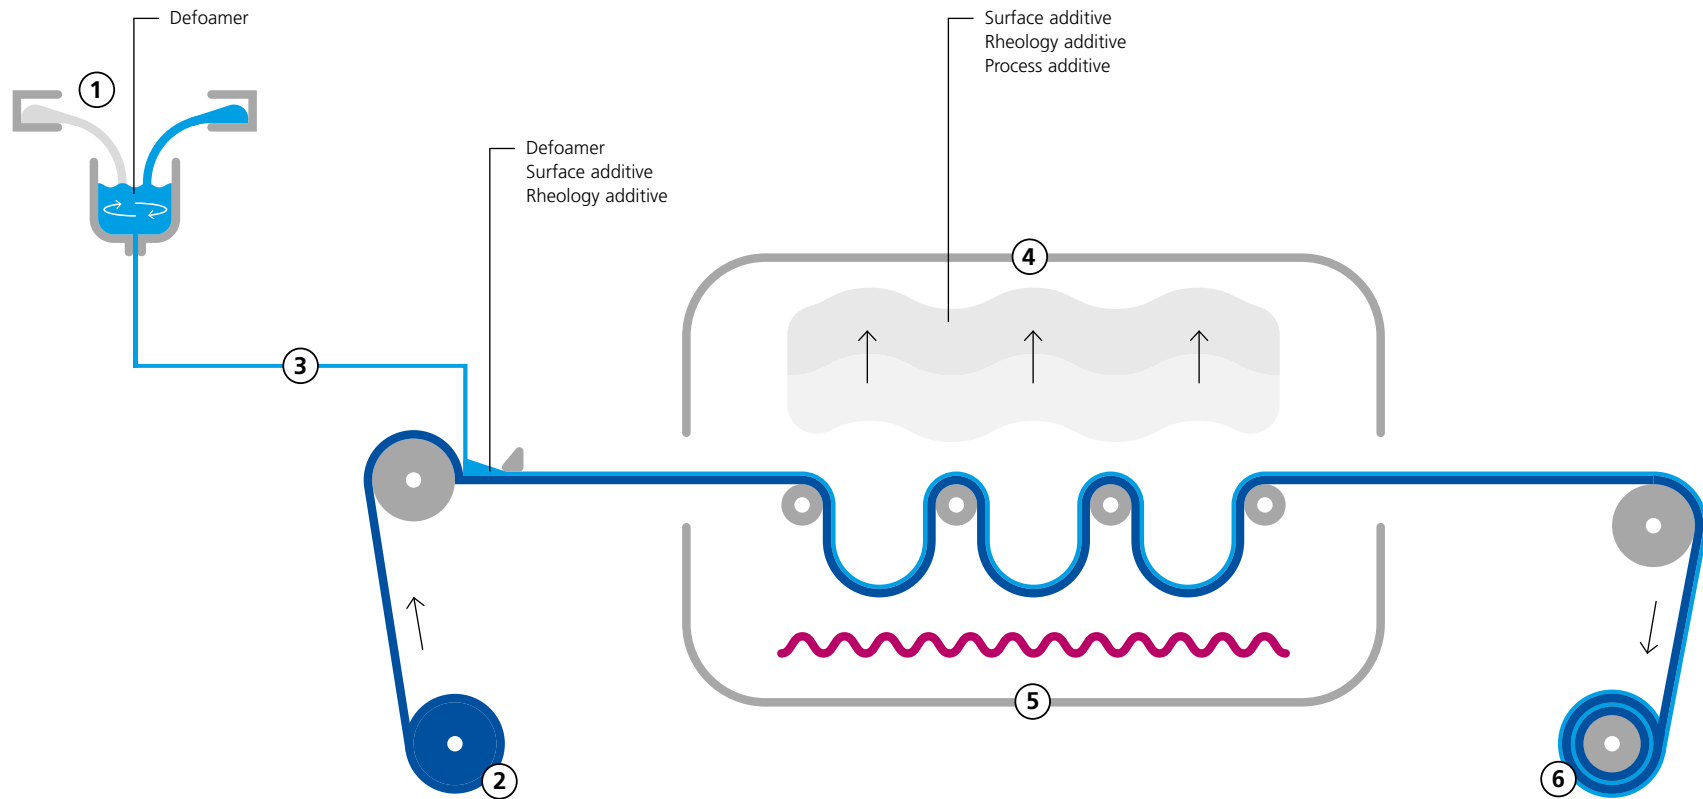 Defoamer
Surface additive
Rheology additive
Process additive
1
Defoamer
Surface additive
Rheology additive
4
3
5
2
6